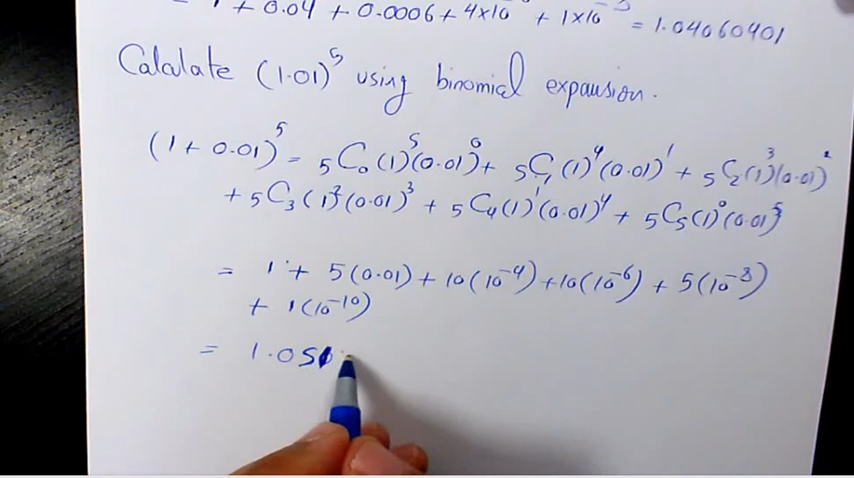 1 + 0.04 + 0.0006 + 4×10 + 1×10 = 1.04060401
Calculate (1.01)⁵ using binomial expansion.
(1 + 0.01)⁵ = ₅C₀(1)⁵(0.01)⁰ + ₅C₁(1)⁴(0.01)¹ + ₅C₂(1)³(0.01)²
+ ₅C₃(1)²(0.01)³ + ₅C₄(1)¹(0.01)⁴ + ₅C₅(1)⁰(0.01)⁵
= 1 + 5(0.01) + 10(10⁻⁴) + 10(10⁻⁶) + 5(10⁻⁸)
+ 1(10⁻¹⁰)
= 1.051